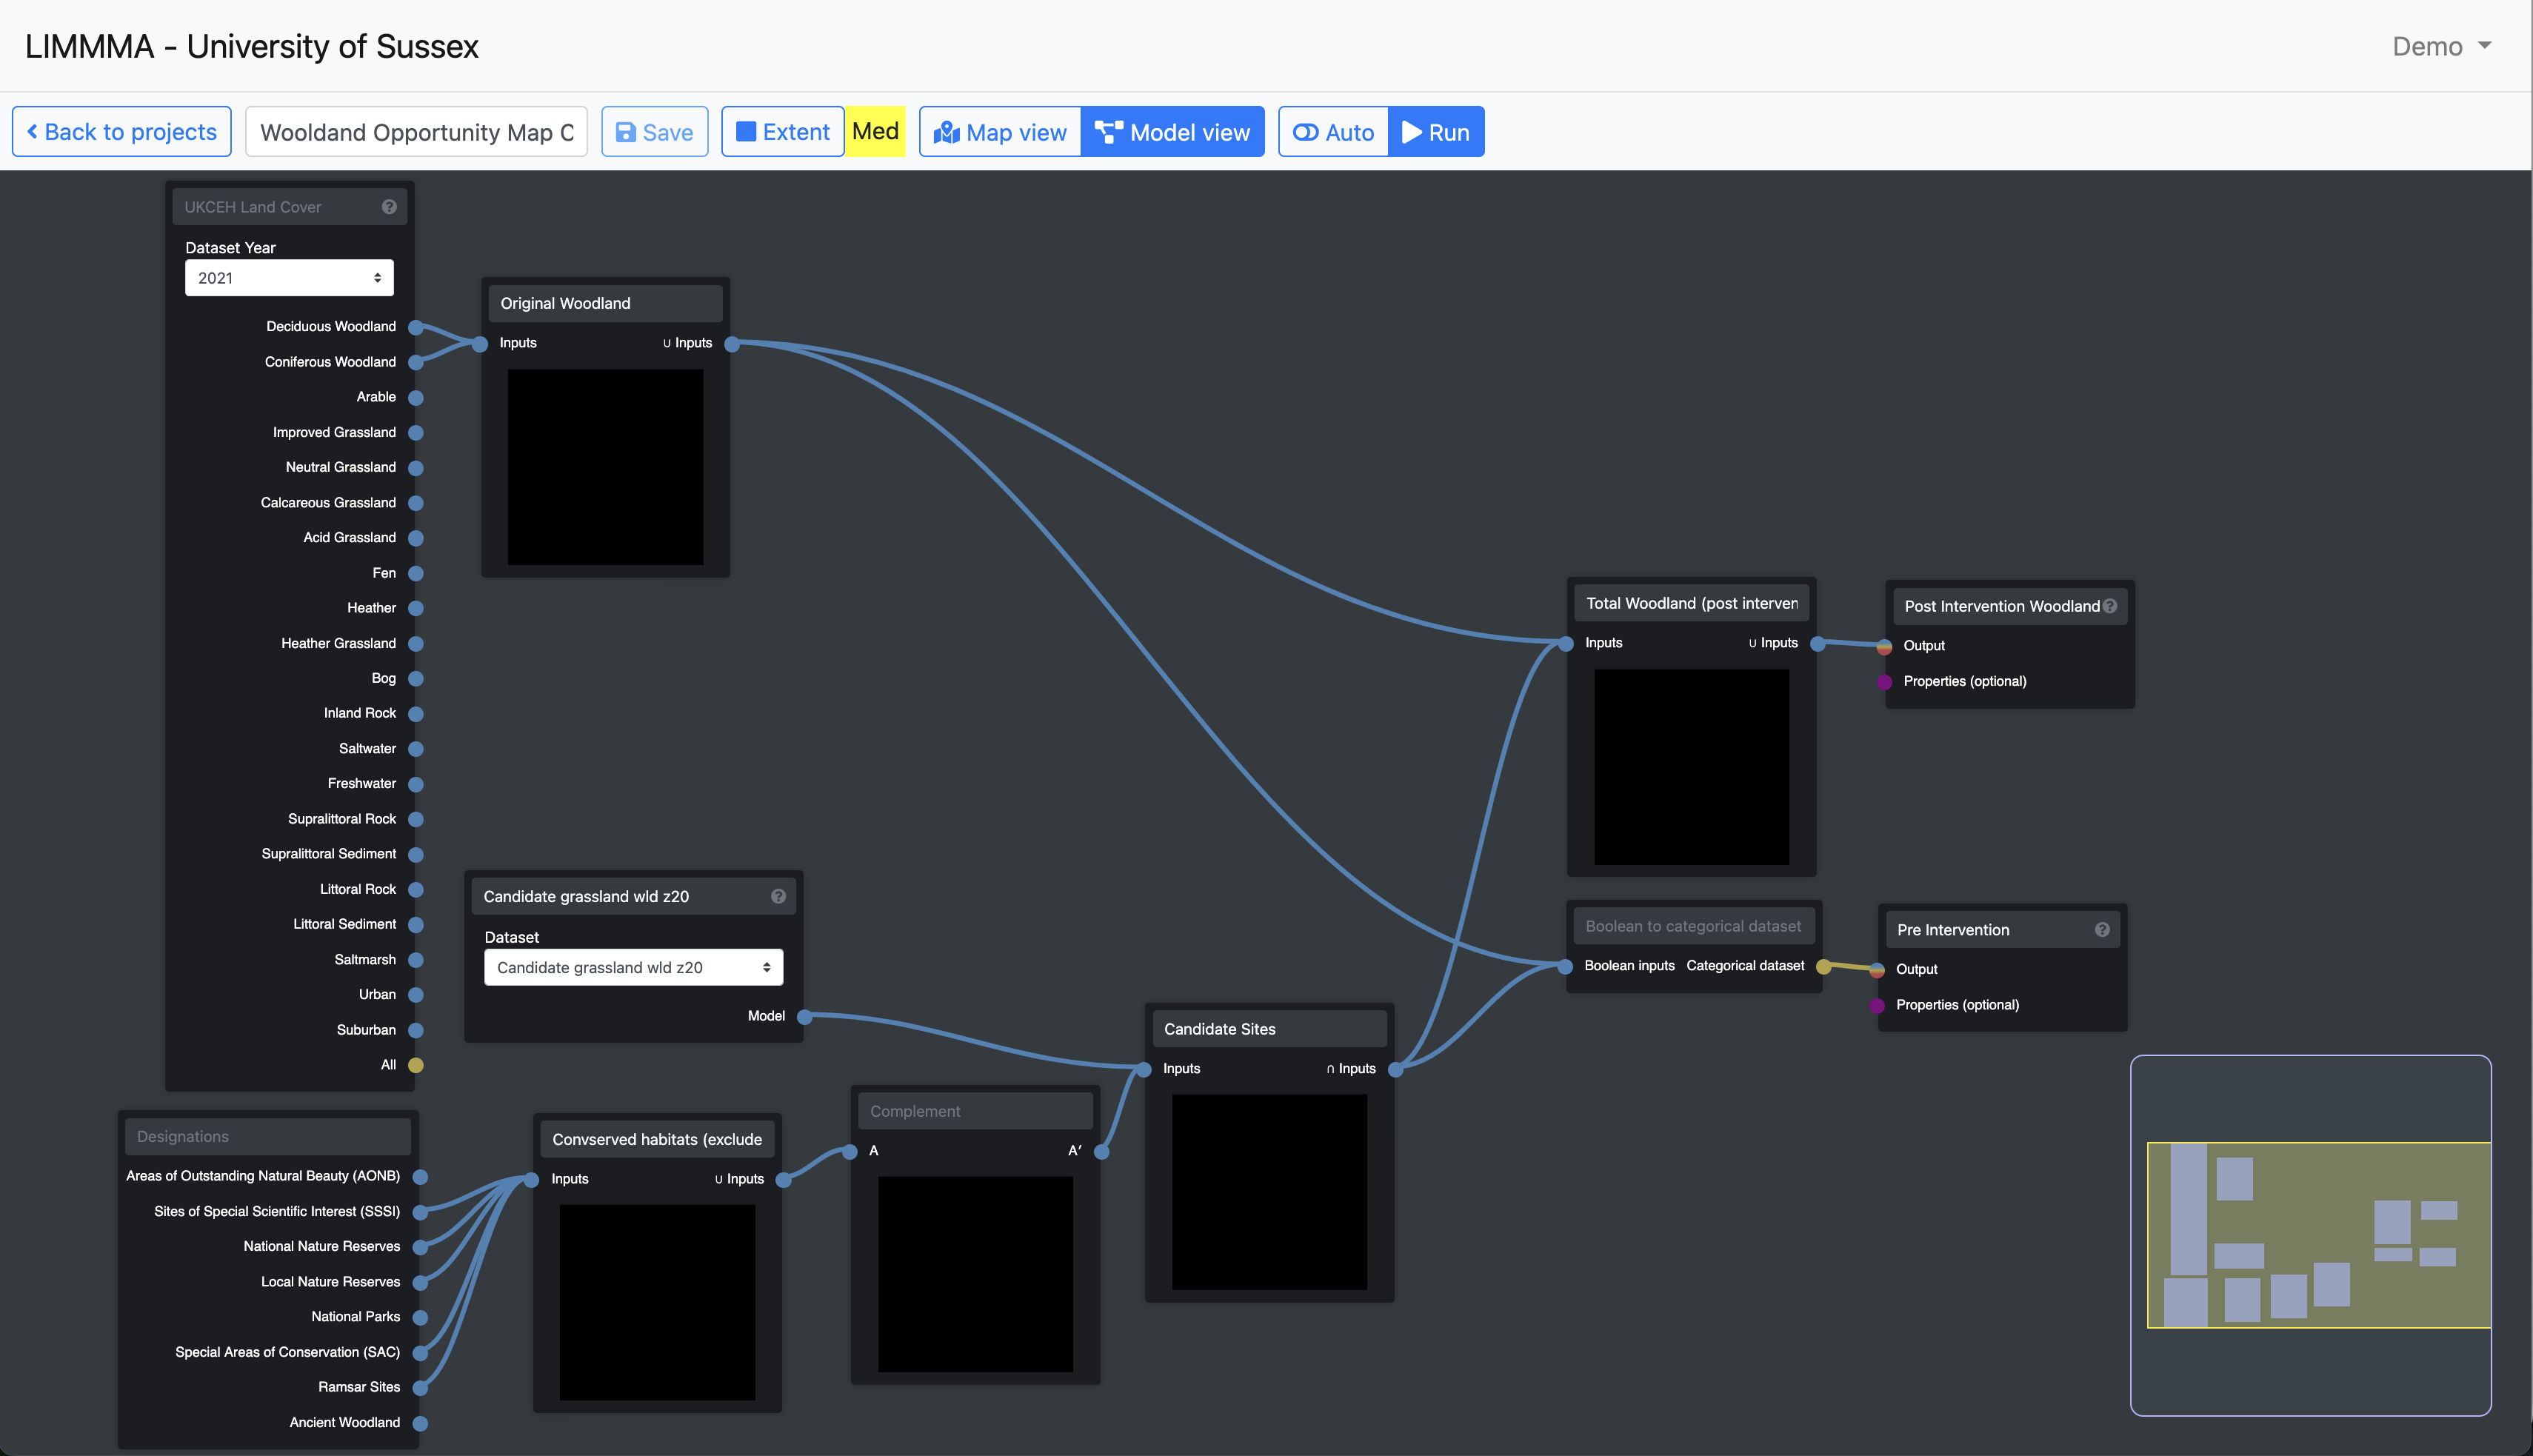 LIMMMA - University of Sussex
Demo
Back to projects
Wooldand Opportunity Map C
Save
Extent
Med
Map view
Model view
Auto
Run
UKCEH Land Cover
Dataset Year
2021
Deciduous Woodland
Coniferous Woodland
Arable
Improved Grassland
Neutral Grassland
Calcareous Grassland
Acid Grassland
Fen
Heather
Heather Grassland
Bog
Inland Rock
Saltwater
Freshwater
Supralittoral Rock
Supralittoral Sediment
Littoral Rock
Littoral Sediment
Saltmarsh
Urban
Suburban
All
Original Woodland
Inputs ∪ Inputs
Candidate grassland wld z20
Dataset
Candidate grassland wld z20
Model
Designations
Areas of Outstanding Natural Beauty (AONB)
Sites of Special Scientific Interest (SSSI)
National Nature Reserves
Local Nature Reserves
National Parks
Special Areas of Conservation (SAC)
Ramsar Sites
Ancient Woodland
Convserved habitats (exclude
Inputs ∪ Inputs
Complement
A A′
Candidate Sites
Inputs ∩ Inputs
Total Woodland (post interven
Inputs ∪ Inputs
Post Intervention Woodland
Output
Properties (optional)
Boolean to categorical dataset
Boolean inputs Categorical dataset
Pre Intervention
Output
Properties (optional)